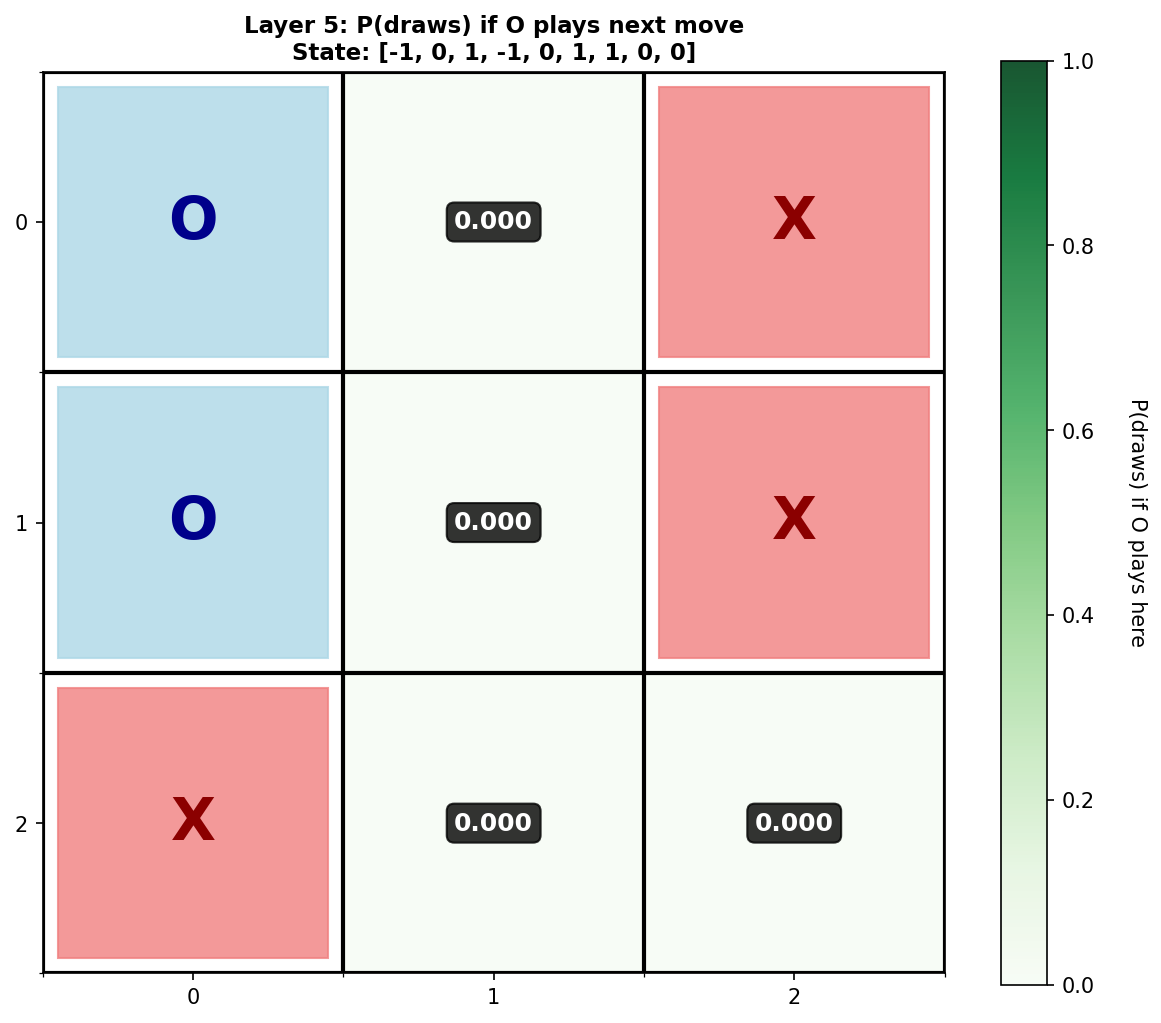 Layer 5: P(draws) if O plays next move
State: [-1, 0, 1, -1, 0, 1, 1, 0, 0]
O
0.000
X
O
0.000
X
X
0.000
0.000
0
1
2
0
1
2
1.0
0.8
0.6
0.4
0.2
0.0
P(draws) if O plays here